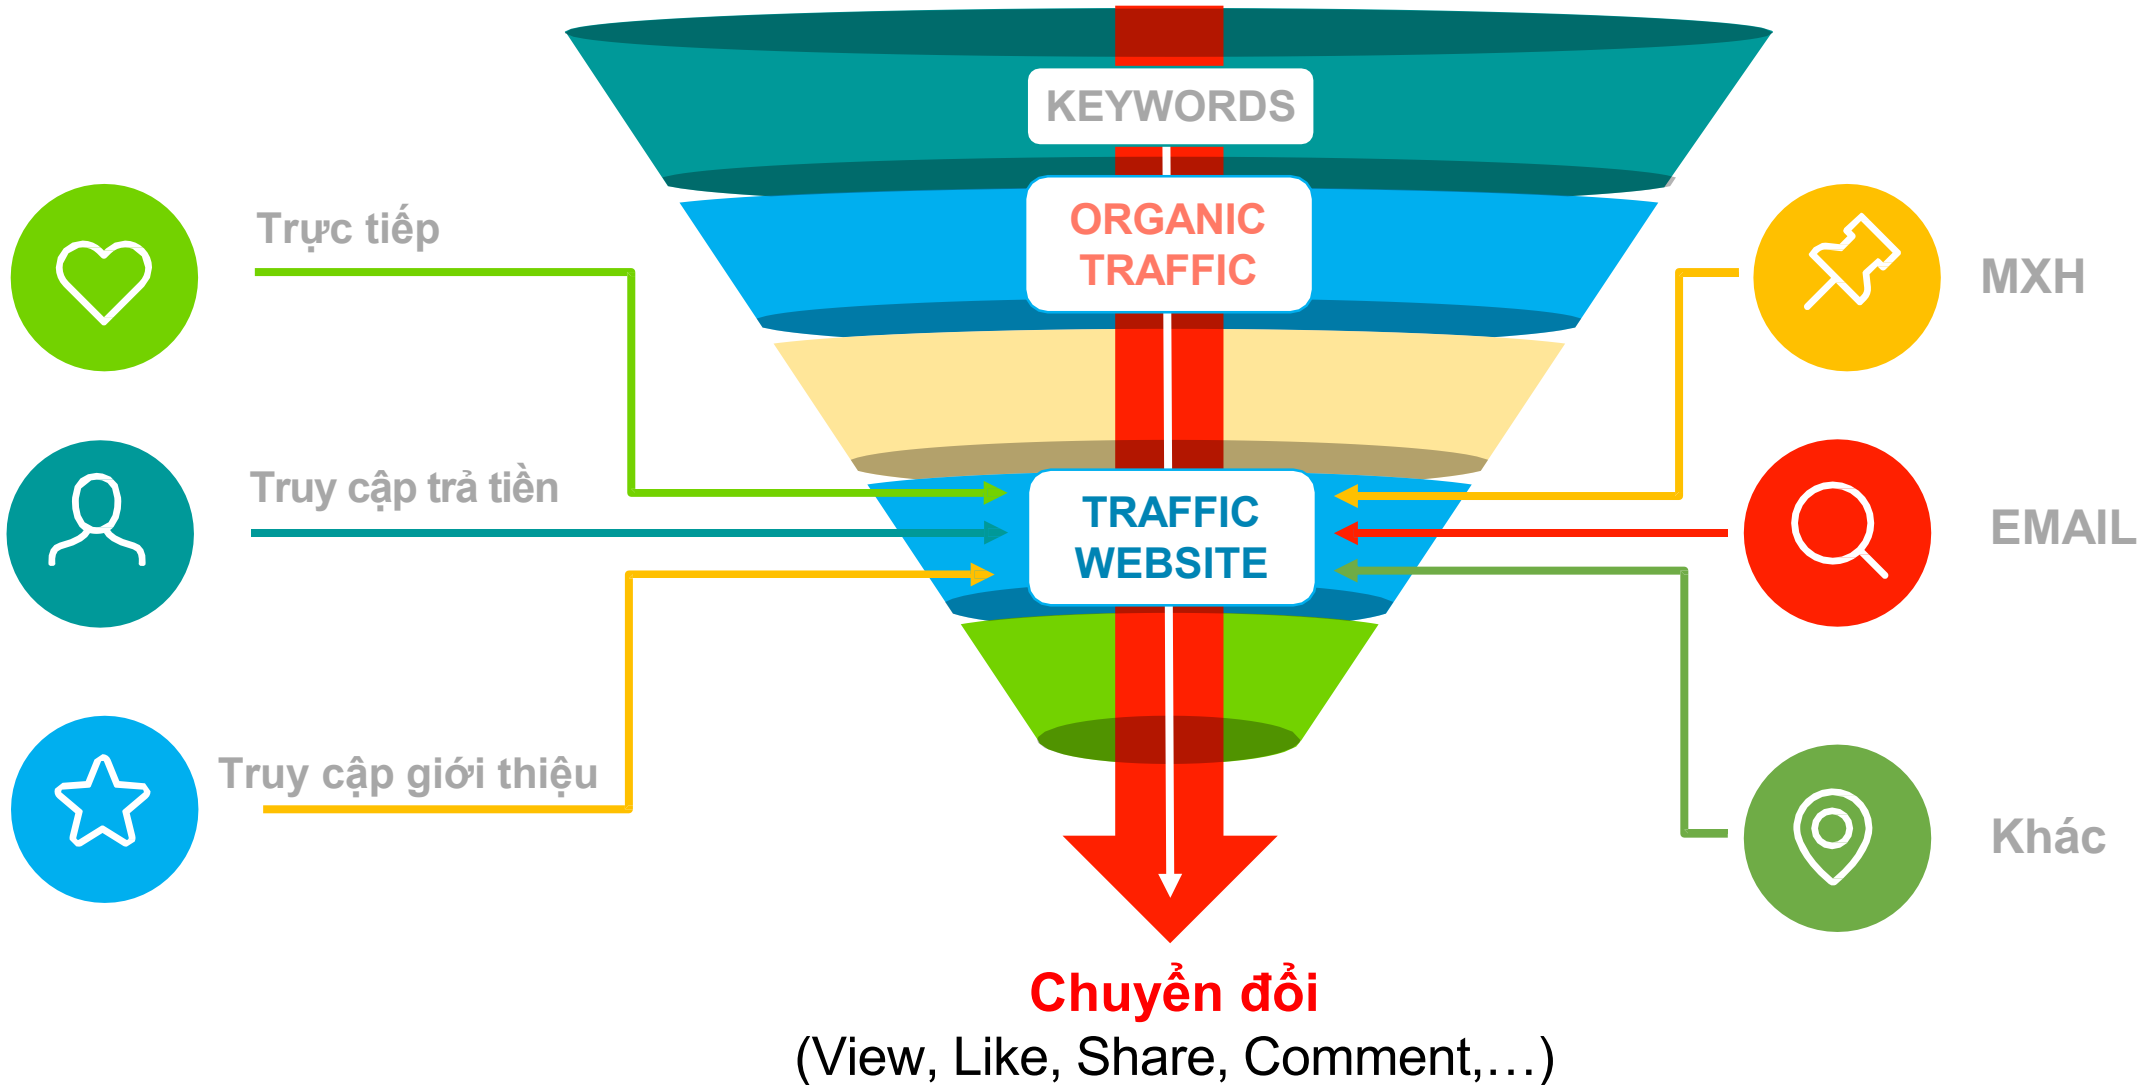 KEYWORDS
ORGANIC
TRAFFIC
Trực tiếp
MXH
Truy cập trả tiền
TRAFFIC
WEBSITE
EMAIL
Truy cập giới thiệu
Khác
Chuyển đổi
(View, Like, Share, Comment,...)